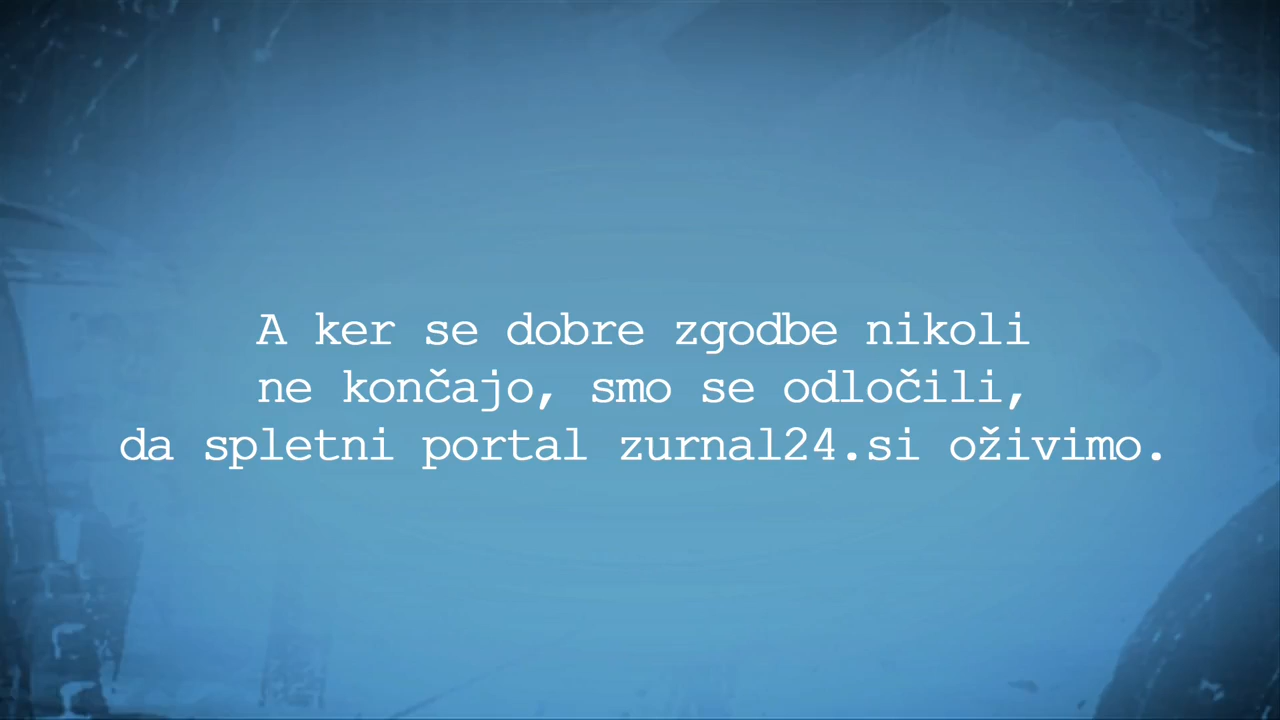 A ker se dobre zgodbe nikoli
ne končajo, smo se odločili,
da spletni portal zurnal24.si oživimo.